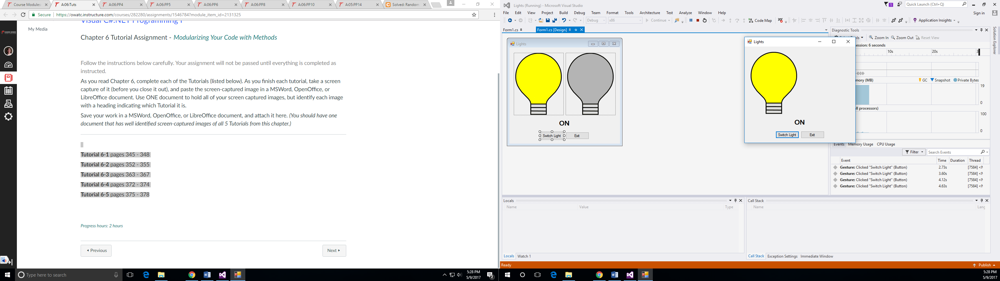 Course Modules:
A:06:Tuts
A:06:PP4
A:06:PP5
A:06:PP6
A:06:PP8
A:06:PP10
A:05:PP14
Solved: Random
Secure
https://owatc.instructure.com/courses/282280/assignments/1546784?module_item_id=2131325
My Media
Visual C#.NET Programming I
Chapter 6 Tutorial Assignment - Modularizing Your Code with Methods
Follow the instructions below carefully. Your assignment will not be passed until everything is completed as
instructed.
As you read Chapter 6, complete each of the Tutorials (listed below). As you finish each tutorial, take a screen
capture of it (before you close it out), and paste the screen-captured image in a MSWord, OpenOffice, or
LibreOffice document. Use ONE document to hold all of your screen captured images, but identify each image
with a heading indicating which Tutorial it is.
Save your work in a MSWord, OpenOffice, or LibreOffice document, and attach it here. (You should have one
document that has well identified screen-captured images of all 5 Tutorials from this chapter.)
Tutorial 6-1 pages 345 - 348
Tutorial 6-2 pages 352 - 355
Tutorial 6-3 pages 363 - 367
Tutorial 6-4 pages 372 - 374
Tutorial 6-5 pages 375 - 378
Progress hours: 2 hours
Previous
Next
Type here to search
5:28 PM
5/9/2017
2
Lights (Running) - Microsoft Visual Studio
1
Quick Launch (Ctrl+Q)
File Edit View Project Build Debug Team Format Tools Architecture Test Analyze Window Help
Sign in
Debug
x86
Continue
Code Map
Application Insights
Form1.cs
Form1.cs [Design]
Lights
ON
Switch Light
Exit
Lights
ON
Switch Light
Exit
Diagnostic Tools
Zoom In
Zoom Out
Reset View
session: 6 seconds
10s
20s
GC
Snapshot
Private Bytes
19
0
100
0
Events
Memory Usage
CPU Usage
Filter
Search Events
Event Time Duration Thread
Gesture: Clicked "Switch Light" (Button) 2.73s [7584] <N
Gesture: Clicked "Switch Light" (Button) 3.60s [7584] <N
Gesture: Clicked "Switch Light" (Button) 4.12s [7584] <N
Gesture: Clicked "Switch Light" (Button) 4.63s [7584] <N
Solution Explorer
Locals
Name Value Type
Locals
Watch 1
Call Stack
Name Lang
Call Stack
Exception Settings
Immediate Window
Ready
Publish
5:28 PM
5/9/2017